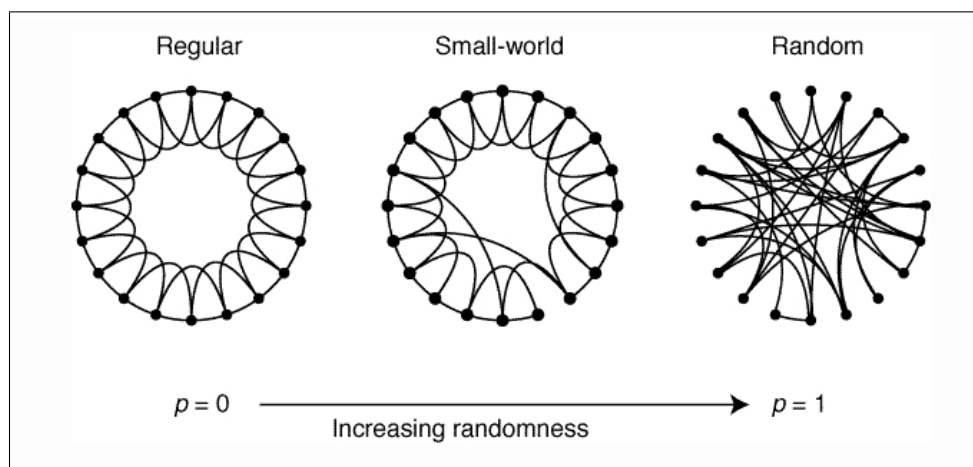 Regular Small-world Random
p = 0 p = 1
Increasing randomness